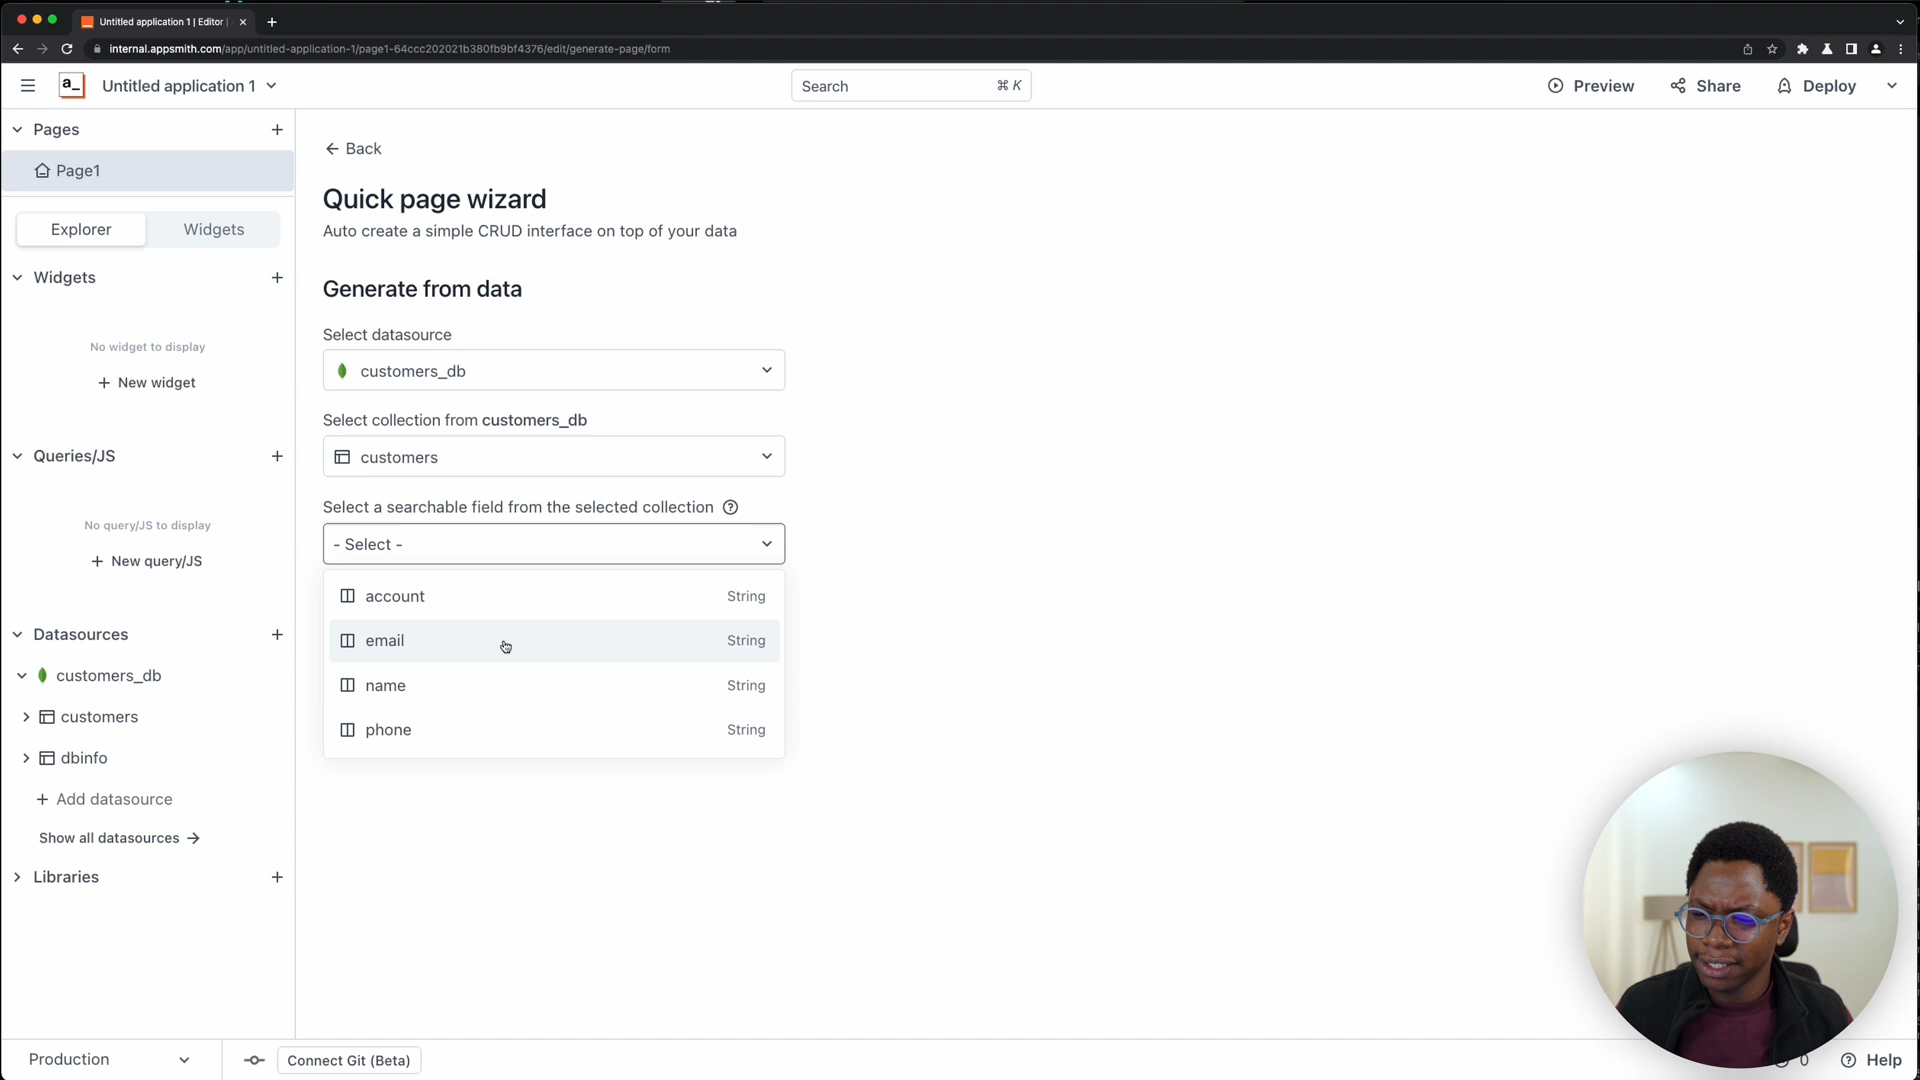 Untitled application 1 | Editor |
internal.appsmith.com/app/untitled-application-1/page1-64ccc202021b380fb9bf4376/edit/generate-page/form
a_
Untitled application 1
Search ⌘ K
Preview
Share
Deploy
Pages
Page1
Explorer
Widgets
Widgets
No widget to display
+ New widget
Queries/JS
No query/JS to display
+ New query/JS
Datasources
customers_db
customers
dbinfo
+ Add datasource
Show all datasources →
Libraries
← Back
Quick page wizard
Auto create a simple CRUD interface on top of your data
Generate from data
Select datasource
customers_db
Select collection from customers_db
customers
Select a searchable field from the selected collection
- Select -
account String
email String
name String
phone String
Production
Connect Git (Beta)
0
Help